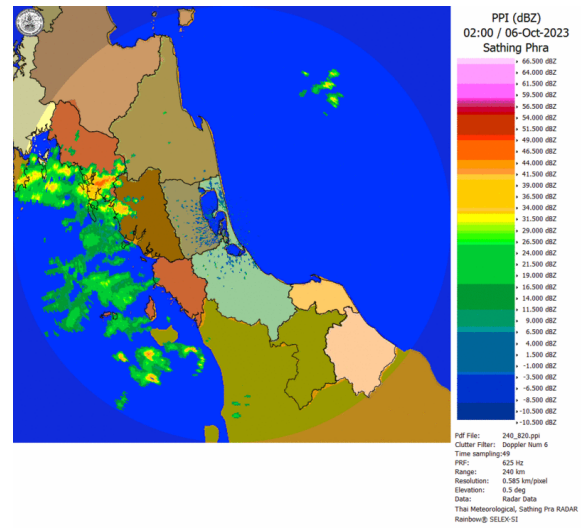 PPI (dBZ)
02:00 / 06-Oct-2023
Sathing Phra
66.500 dBZ
64.000 dBZ
61.500 dBZ
59.500 dBZ
56.500 dBZ
54.000 dBZ
51.500 dBZ
49.000 dBZ
46.500 dBZ
44.000 dBZ
41.500 dBZ
39.000 dBZ
36.500 dBZ
34.000 dBZ
31.500 dBZ
29.000 dBZ
26.500 dBZ
24.000 dBZ
21.500 dBZ
19.000 dBZ
16.500 dBZ
14.000 dBZ
11.500 dBZ
9.000 dBZ
6.500 dBZ
4.000 dBZ
1.500 dBZ
-1.000 dBZ
-3.500 dBZ
-6.500 dBZ
-8.500 dBZ
-10.500 dBZ
-10.500 dBZ
Pdf File: 240_820.ppi
Clutter Filter: Doppler Num 6
Time sampling:49
PRF: 625 Hz
Range: 240 km
Resolution: 0.585 km/pixel
Elevation: 0.5 deg
Data: Radar Data
Thai Meteorological, Sathing Pra RADAR
Rainbow® SELEX-SI